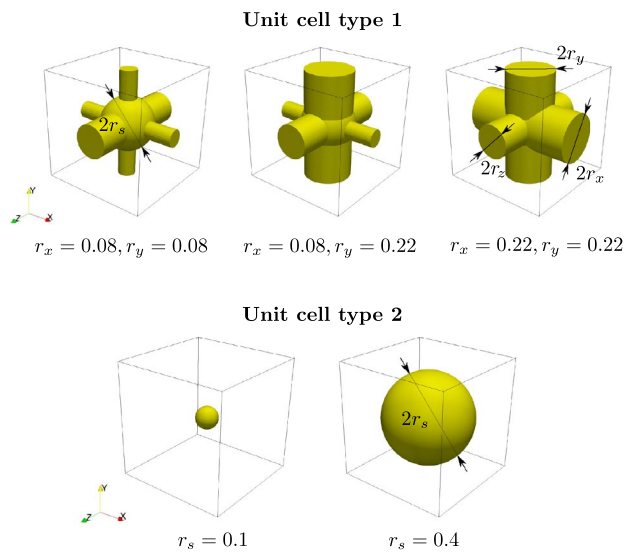 Unit cell type 1
2r_s
2r_y
2r_z
2r_x
Y
Z
X
r_x = 0.08, r_y = 0.08
r_x = 0.08, r_y = 0.22
r_x = 0.22, r_y = 0.22
Unit cell type 2
2r_s
Y
Z
X
r_s = 0.1
r_s = 0.4